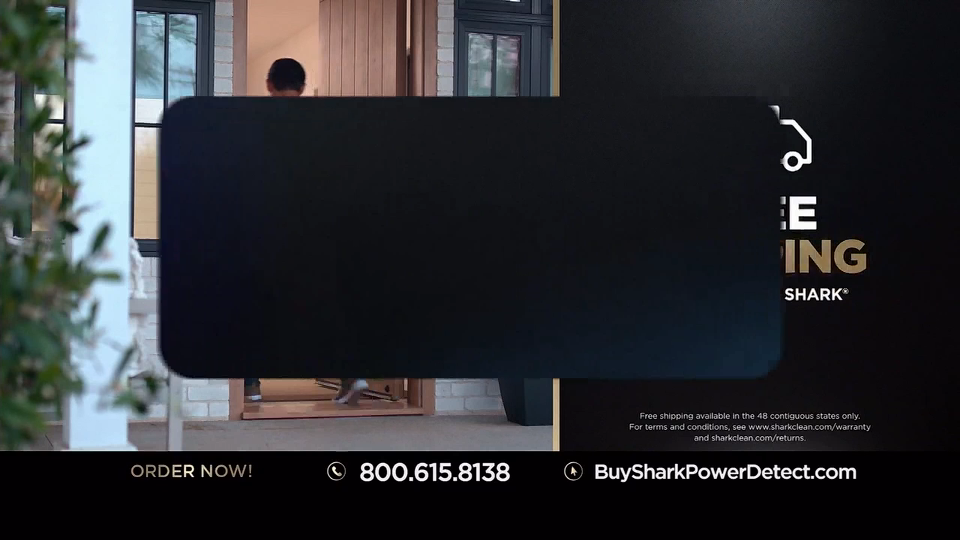 EE
ING
SHARK®
Free shipping available in the 48 contiguous states only.
For terms and conditions, see www.sharkclean.com/warranty
and sharkclean.com/returns.
ORDER NOW! 800.615.8138 BuySharkPowerDetect.com